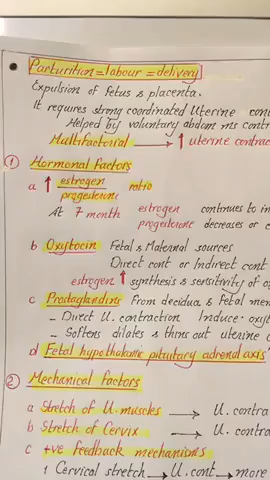 Parturition = labour = delivery
Expulsion of fetus & placenta.
It requires strong coordinated Uterine
Helped by voluntary abdom ms
Multifactorial → ↑ uterine
1 Hormonal factors
a ↑ estrogen / progesterone ratio
At 7 month estrogen continues to
progesterone decreases or
b Oxytocin Fetal & Maternal sources
Direct cont or Indirect cont
estrogen ↑ synthesis & sensitivity of
c Prostaglandins From decidua & fetal
- Direct U. contraction Induce
- Softens dilates & thins out uterine
d Fetal hypothalamic pituitary adrenal axis
2 Mechanical factors
a Stretch of U. muscles → U.
b Stretch of Cervix → U.
c +ve feedback mechanisms
1 Cervical stretch → U. cont → more